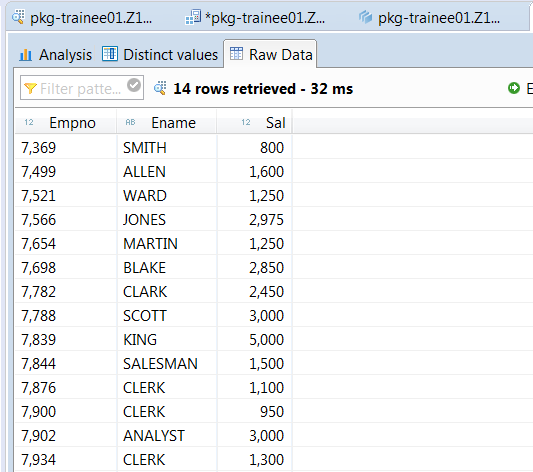 pkg-trainee01.Z1... *pkg-trainee01.Z... pkg-trainee01.Z1...
Analysis Distinct values Raw Data
Filter patte... 14 rows retrieved - 32 ms E
12 Empno AB Ename 12 Sal
7,369 SMITH 800
7,499 ALLEN 1,600
7,521 WARD 1,250
7,566 JONES 2,975
7,654 MARTIN 1,250
7,698 BLAKE 2,850
7,782 CLARK 2,450
7,788 SCOTT 3,000
7,839 KING 5,000
7,844 SALESMAN 1,500
7,876 CLERK 1,100
7,900 CLERK 950
7,902 ANALYST 3,000
7,934 CLERK 1,300